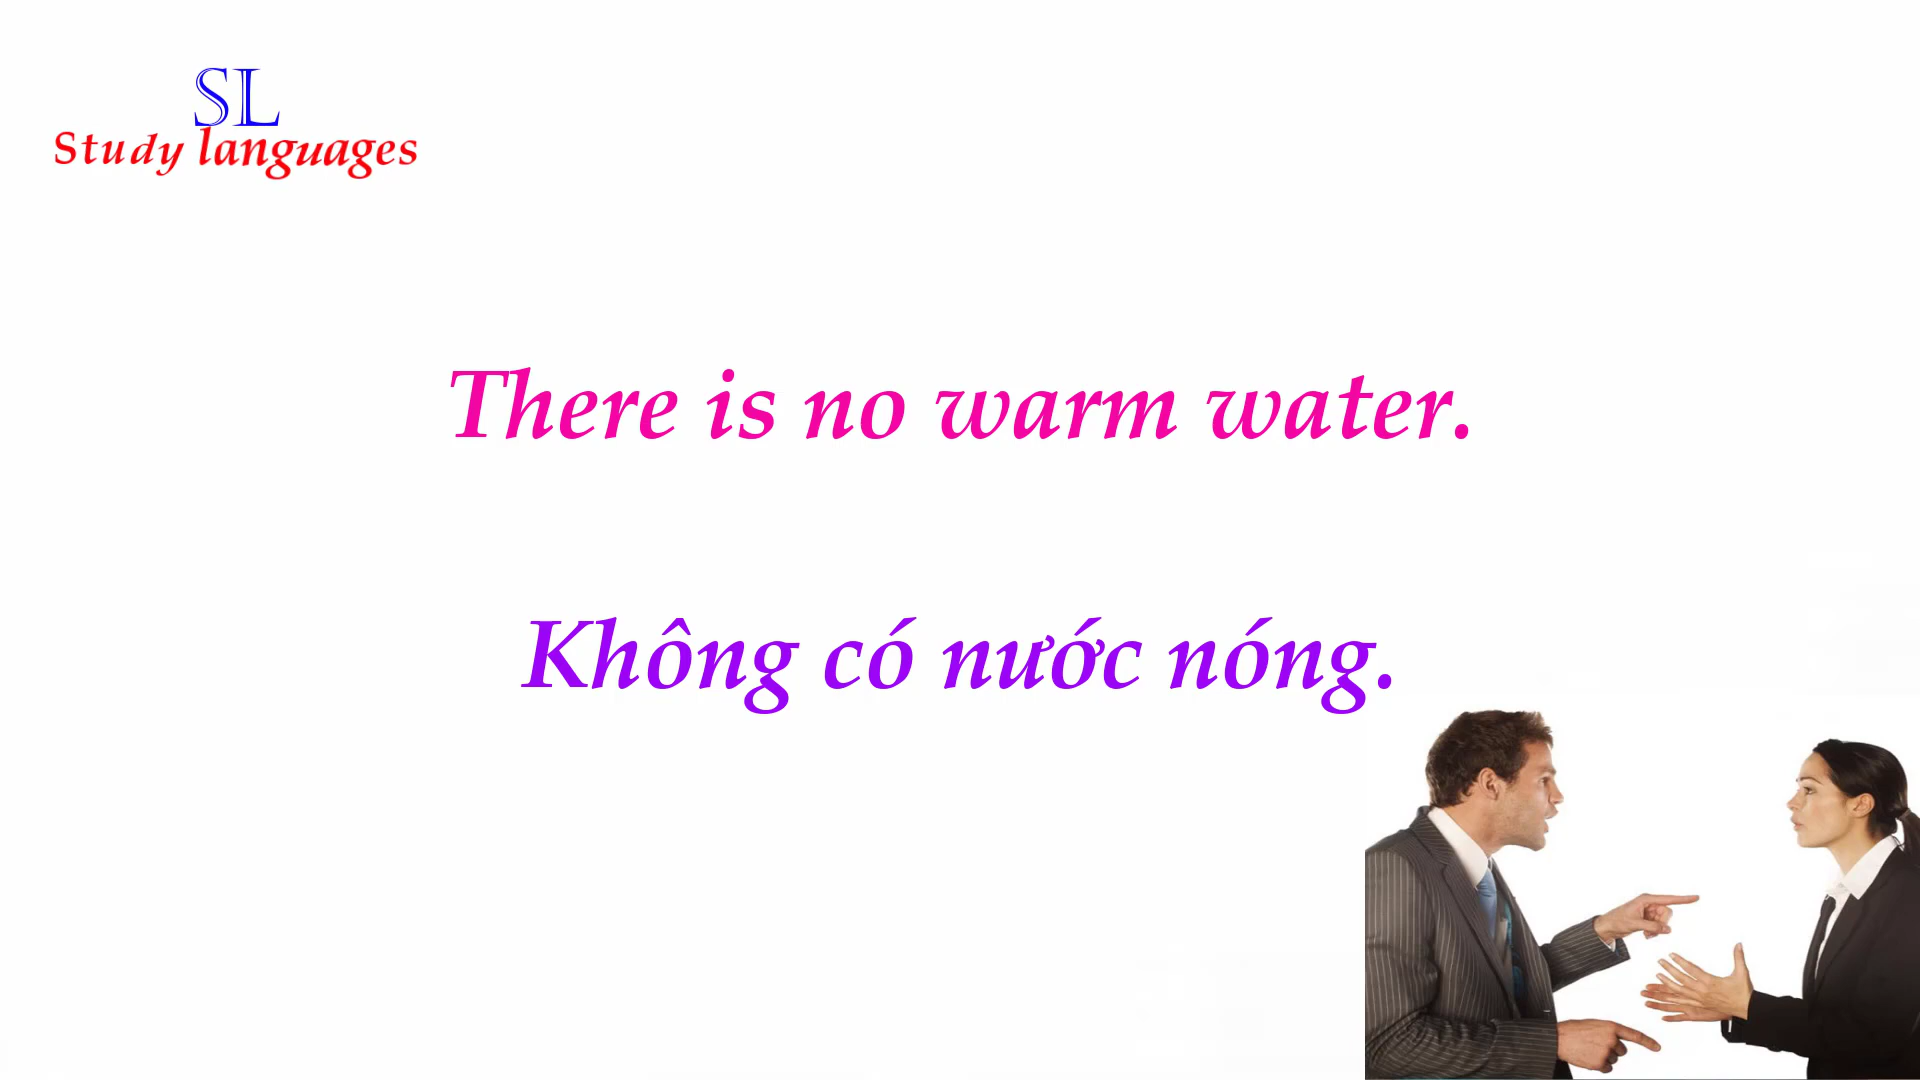 SL
Study languages
There is no warm water.
Không có nước nóng.